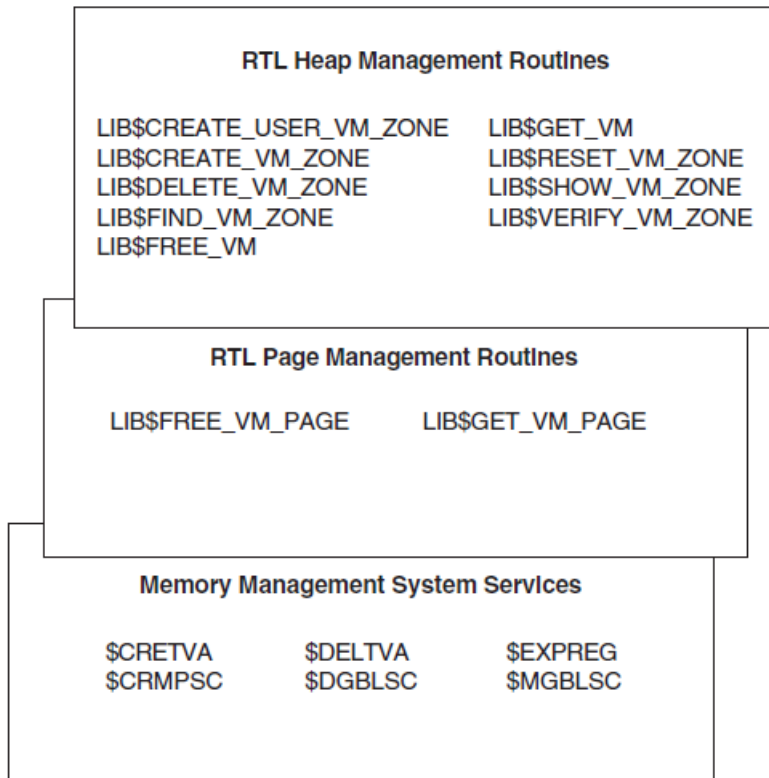 RTL Heap Management Routines
LIB$CREATE_USER_VM_ZONE LIB$GET_VM
LIB$CREATE_VM_ZONE LIB$RESET_VM_ZONE
LIB$DELETE_VM_ZONE LIB$SHOW_VM_ZONE
LIB$FIND_VM_ZONE LIB$VERIFY_VM_ZONE
LIB$FREE_VM
RTL Page Management Routines
LIB$FREE_VM_PAGE LIB$GET_VM_PAGE
Memory Management System Services
$CRETVA $DELTVA $EXPREG
$CRMPSC $DGBLSC $MGBLSC